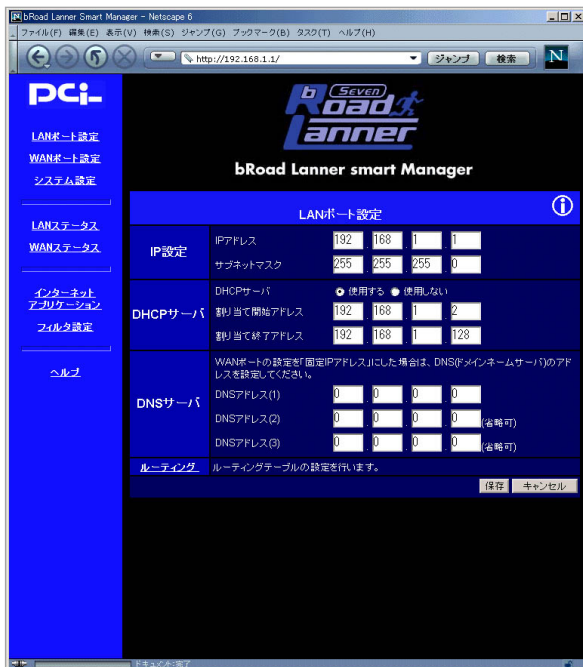 bRoad Lanner Smart Manager - Netscape 6
ファイル(F) 編集(E) 表示(V) 検索(S) ジャンプ(G) ブックマーク(B) タスク(T) ヘルプ(H)
http://192.168.1.1/ ジャンプ 検索 N
PCi
LANポート設定
WANポート設定
システム設定
LANステータス
WANステータス
インターネット
アプリケーション
フィルタ設定
ヘルプ
b (Seven)
Road
Lanner
bRoad Lanner smart Manager
LANポート設定
IP設定
IPアドレス 192 . 168 . 1 . 1
サブネットマスク 255 . 255 . 255 . 0
DHCPサーバ
DHCPサーバ 使用する 使用しない
割り当て開始アドレス 192 . 168 . 1 . 2
割り当て終了アドレス 192 . 168 . 1 . 128
DNSサーバ
WANポートの設定を「固定IPアドレス」にした場合は、DNS(ドメインネームサーバ)のアド
レスを設定してください。
DNSアドレス(1) 0 . 0 . 0 . 0
DNSアドレス(2) 0 . 0 . 0 . 0 (省略可)
DNSアドレス(3) 0 . 0 . 0 . 0 (省略可)
ルーティング ルーティングテーブルの設定を行います。
保存 キャンセル
ドキュメント:完了